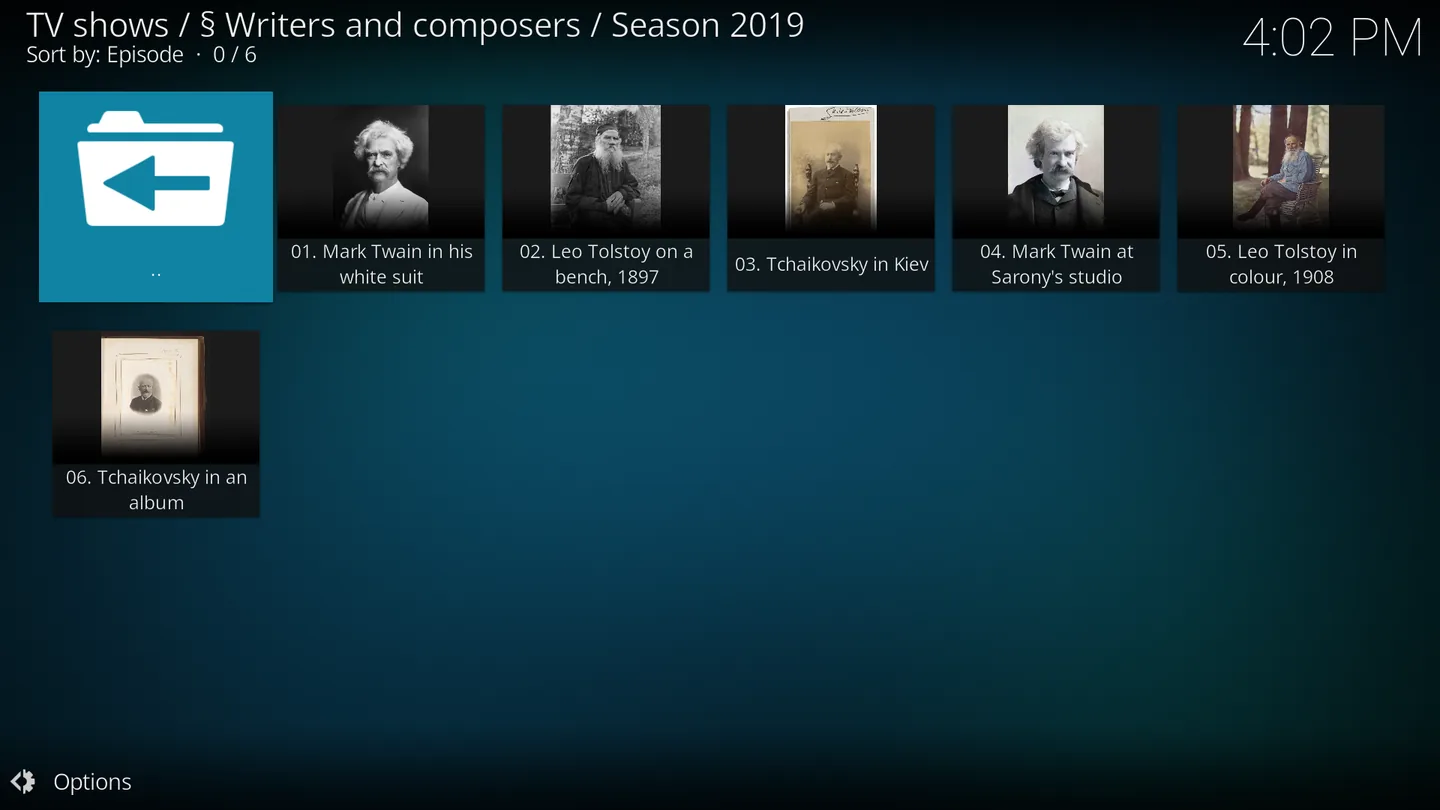 TV shows / § Writers and composers / Season 2019
Sort by: Episode · 0 / 6
4:02 PM
..
01. Mark Twain in his
white suit
02. Leo Tolstoy on a
bench, 1897
03. Tchaikovsky in Kiev
04. Mark Twain at
Sarony's studio
05. Leo Tolstoy in
colour, 1908
06. Tchaikovsky in an
album
Options